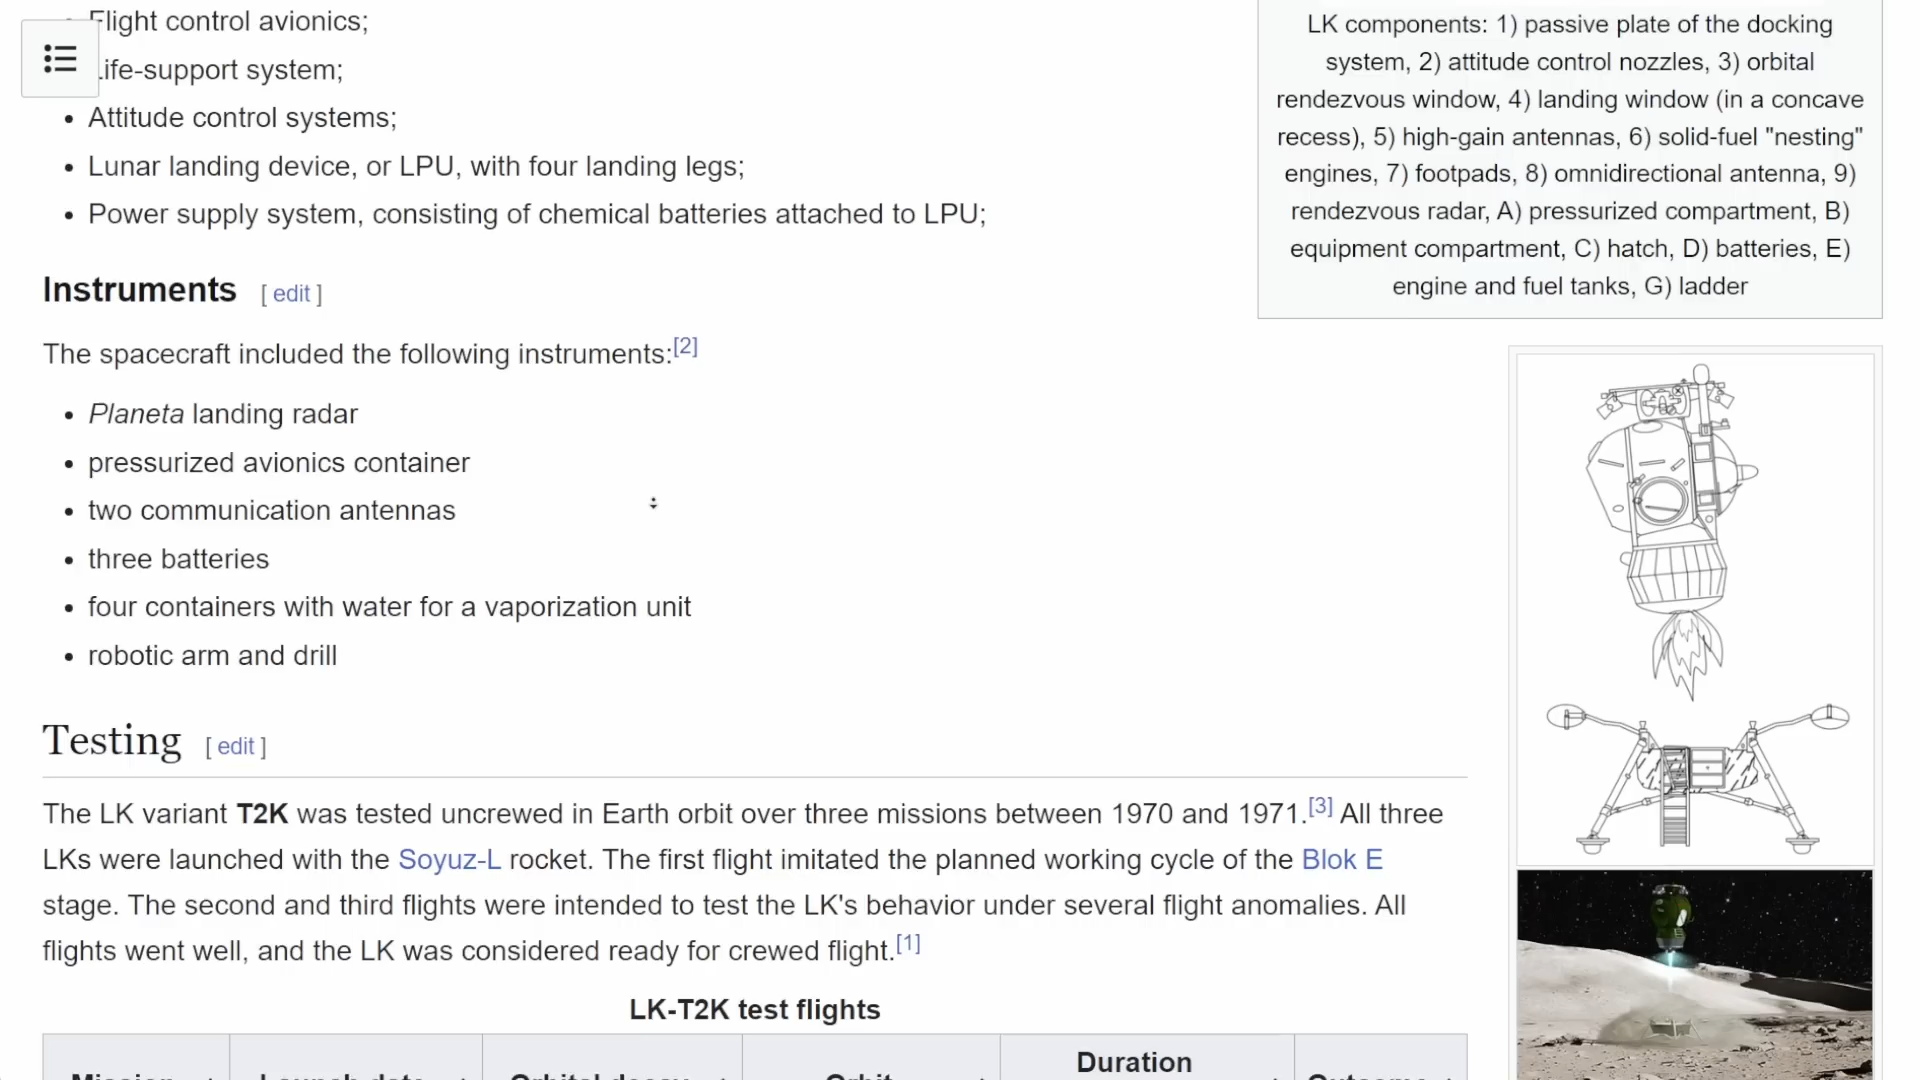 Flight control avionics;
Life-support system;
Attitude control systems;
Lunar landing device, or LPU, with four landing legs;
Power supply system, consisting of chemical batteries attached to LPU;
LK components: 1) passive plate of the docking
system, 2) attitude control nozzles, 3) orbital
rendezvous window, 4) landing window (in a concave
recess), 5) high-gain antennas, 6) solid-fuel "nesting"
engines, 7) footpads, 8) omnidirectional antenna, 9)
rendezvous radar, A) pressurized compartment, B)
equipment compartment, C) hatch, D) batteries, E)
engine and fuel tanks, G) ladder
Instruments [ edit ]
The spacecraft included the following instruments:[2]
Planeta landing radar
pressurized avionics container
two communication antennas
three batteries
four containers with water for a vaporization unit
robotic arm and drill
Testing [ edit ]
The LK variant T2K was tested uncrewed in Earth orbit over three missions between 1970 and 1971.[3] All three
LKs were launched with the Soyuz-L rocket. The first flight imitated the planned working cycle of the Blok E
stage. The second and third flights were intended to test the LK's behavior under several flight anomalies. All
flights went well, and the LK was considered ready for crewed flight.[1]
LK-T2K test flights
Duration
Mission Launch date Orbital decay Orbit Outcome